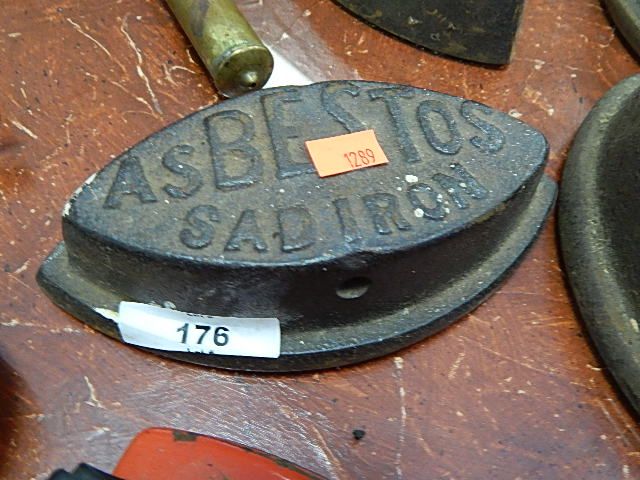 ASBESTOS
1289
SAD IRON
176